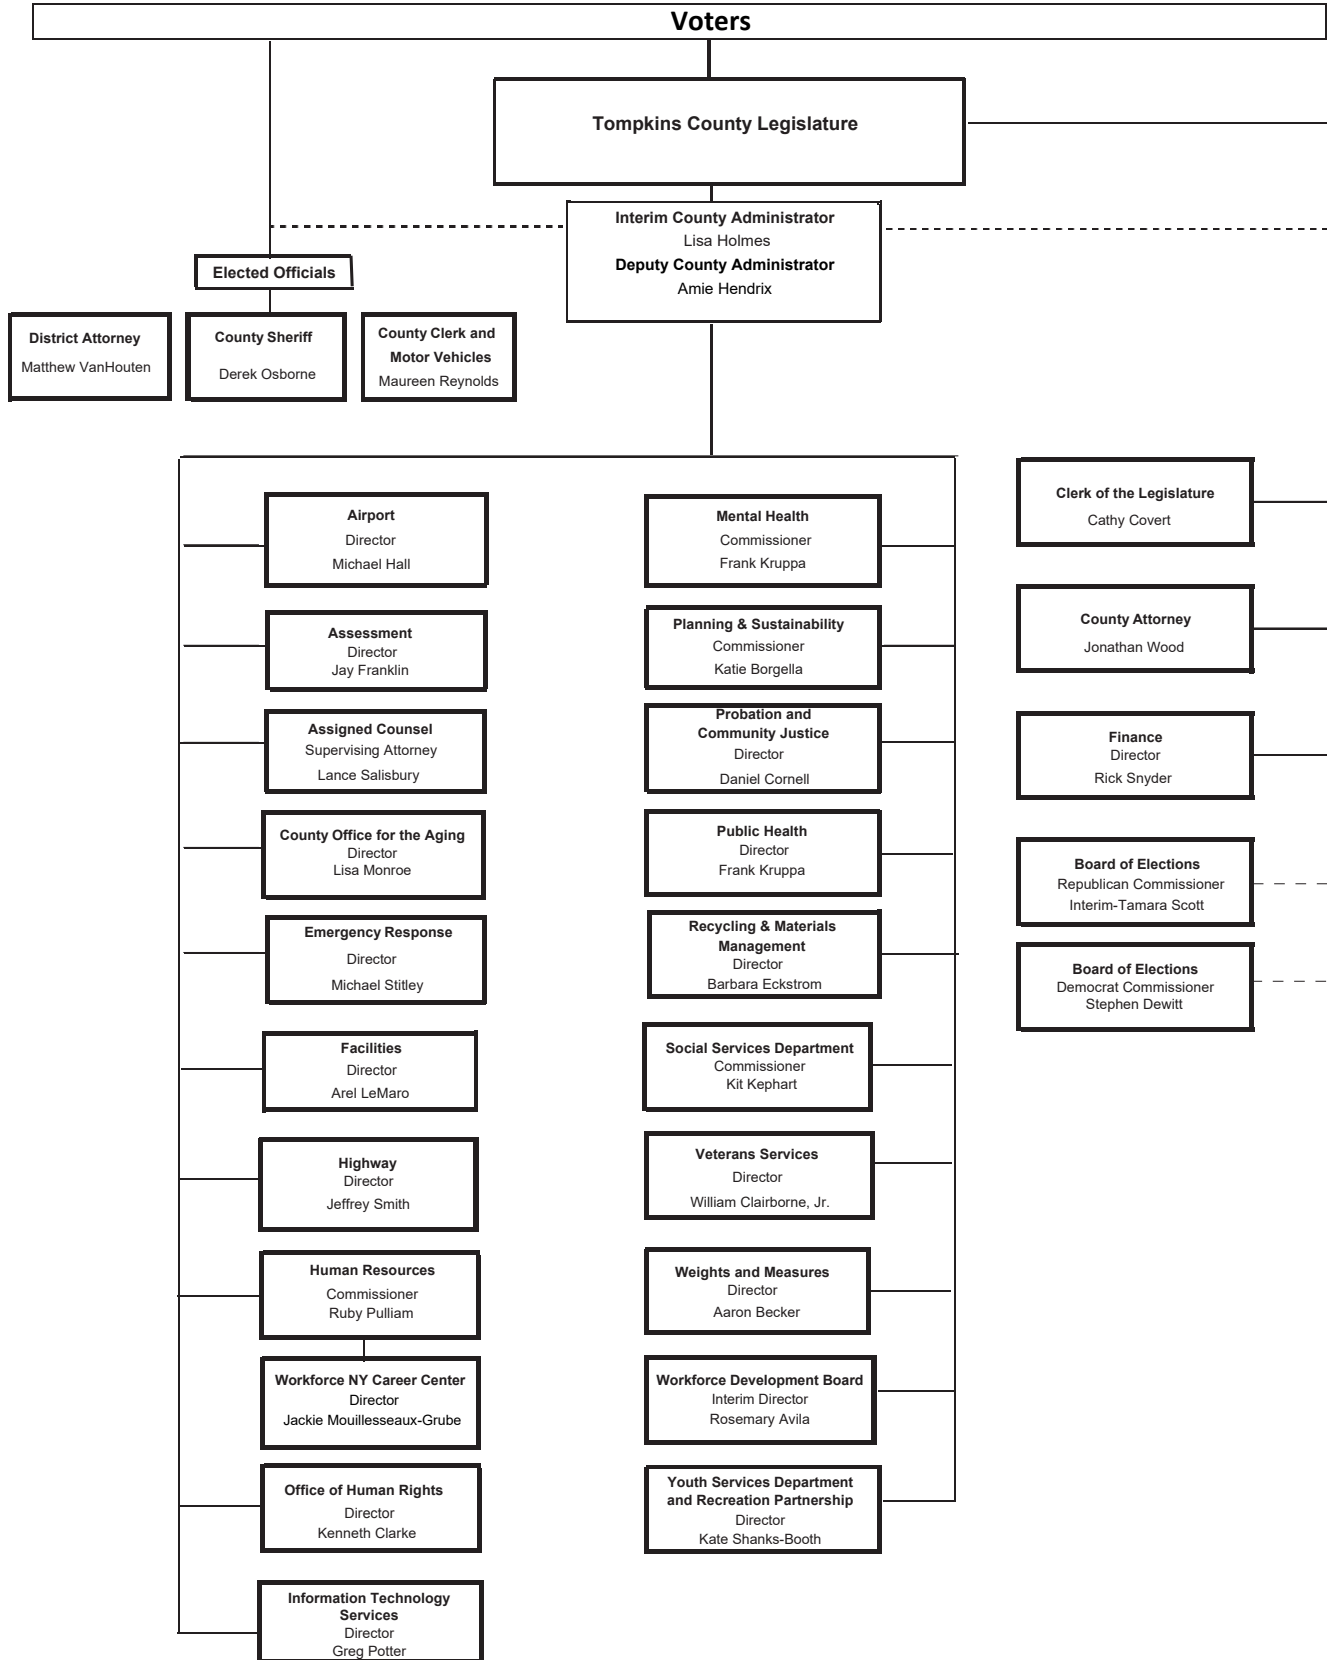 Voters
Tompkins County Legislature
Interim County Administrator
Lisa Holmes
Deputy County Administrator
Amie Hendrix
Elected Officials
District Attorney
Matthew VanHouten
County Sheriff
Derek Osborne
County Clerk and
Motor Vehicles
Maureen Reynolds
Airport
Director
Michael Hall
Assessment
Director
Jay Franklin
Assigned Counsel
Supervising Attorney
Lance Salisbury
County Office for the Aging
Director
Lisa Monroe
Emergency Response
Director
Michael Stitley
Facilities
Director
Arel LeMaro
Highway
Director
Jeffrey Smith
Human Resources
Commissioner
Ruby Pulliam
Workforce NY Career Center
Director
Jackie Mouillesseaux-Grube
Office of Human Rights
Director
Kenneth Clarke
Information Technology
Services
Director
Greg Potter
Mental Health
Commissioner
Frank Kruppa
Planning & Sustainability
Commissioner
Katie Borgella
Probation and
Community Justice
Director
Daniel Cornell
Public Health
Director
Frank Kruppa
Recycling & Materials
Management
Director
Barbara Eckstrom
Social Services Department
Commissioner
Kit Kephart
Veterans Services
Director
William Clairborne, Jr.
Weights and Measures
Director
Aaron Becker
Workforce Development Board
Interim Director
Rosemary Avila
Youth Services Department
and Recreation Partnership
Director
Kate Shanks-Booth
Clerk of the Legislature
Cathy Covert
County Attorney
Jonathan Wood
Finance
Director
Rick Snyder
Board of Elections
Republican Commissioner
Interim-Tamara Scott
Board of Elections
Democrat Commissioner
Stephen Dewitt